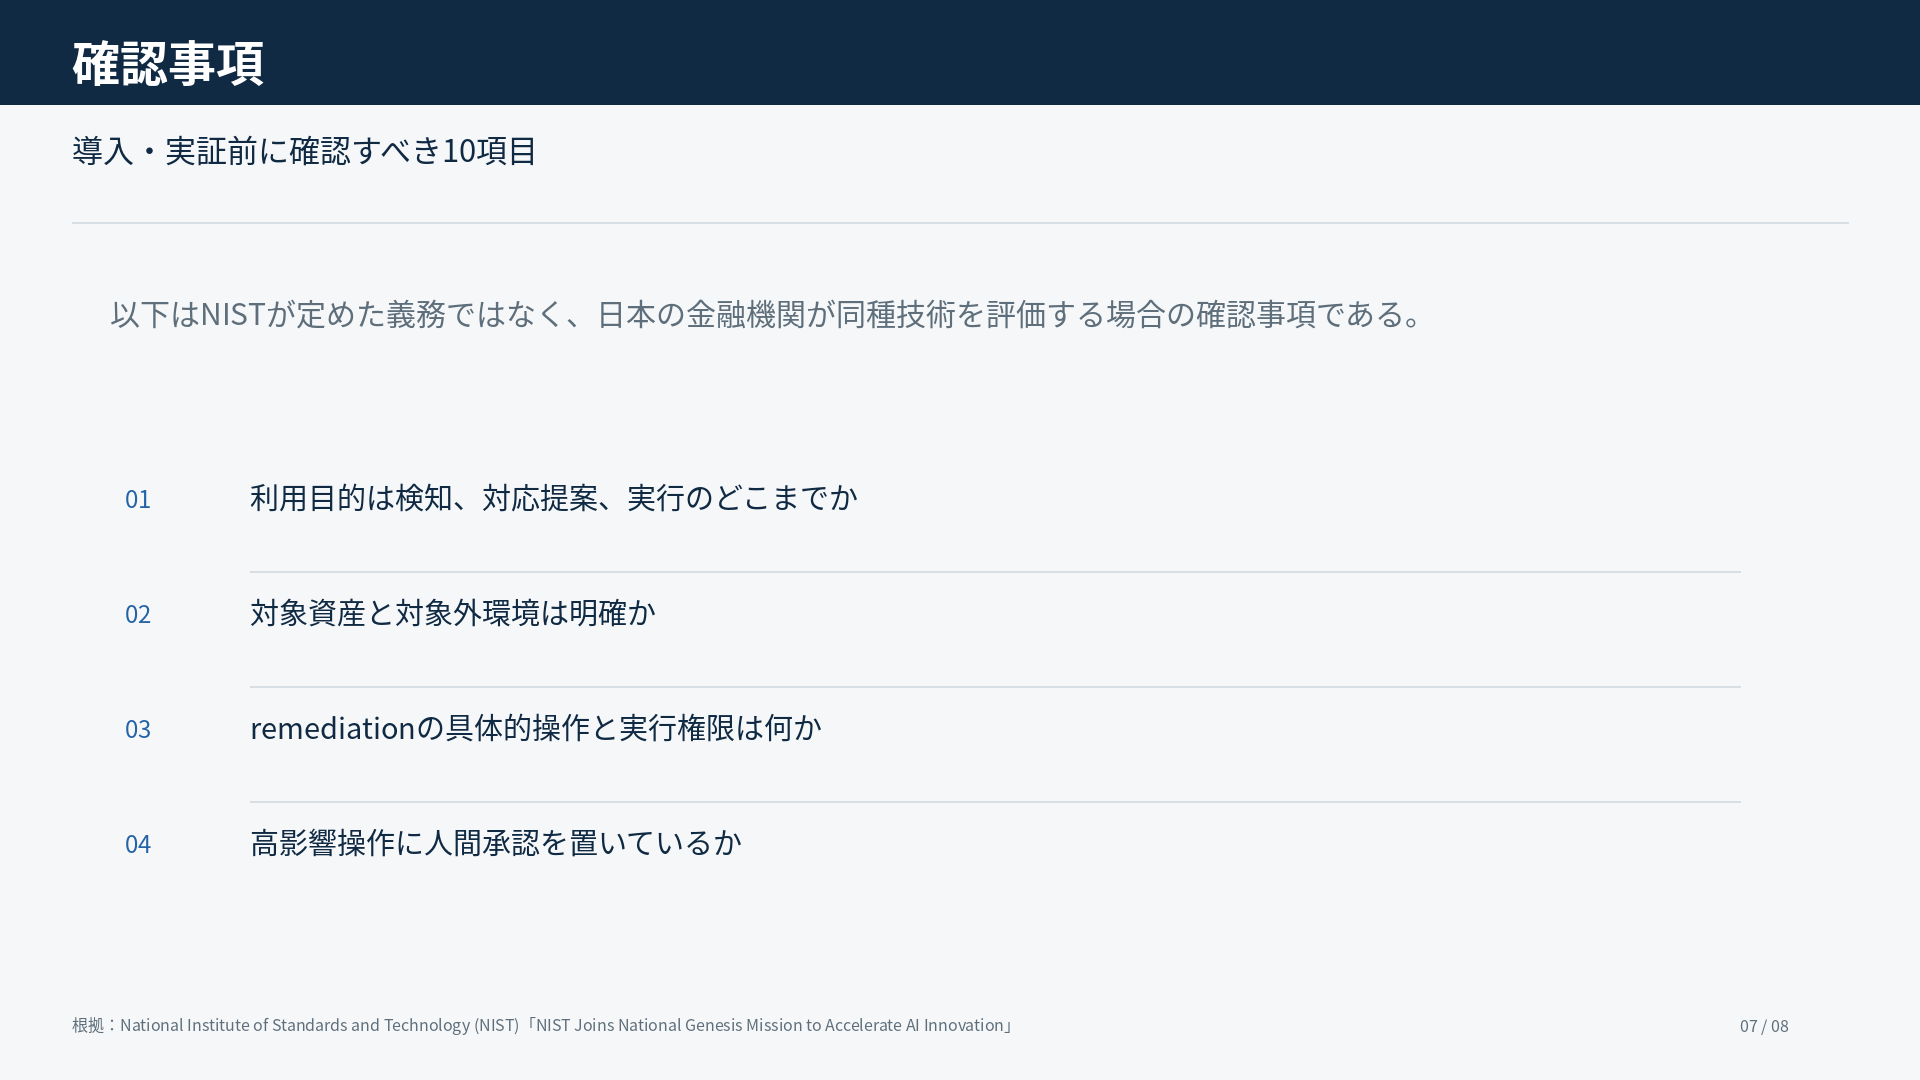 確認事項
導入・実証前に確認すべき10項目
以下はNISTが定めた義務ではなく、日本の金融機関が同種技術を評価する場合の確認事項である。
01 利用目的は検知、対応提案、実行のどこまでか
02 対象資産と対象外環境は明確か
03 remediationの具体的操作と実行権限は何か
04 高影響操作に人間承認を置いているか
根拠：National Institute of Standards and Technology (NIST)「NIST Joins National Genesis Mission to Accelerate AI Innovation」
07 / 08